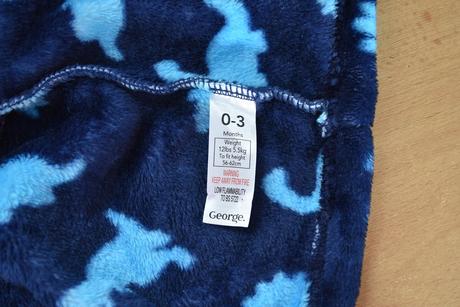 0-3
Months
Weight
12lbs 5.5kg
To fit height
56-62cm
WARNING
KEEP AWAY FROM FIRE
LOW FLAMMABILITY
TO BS 5722
George.